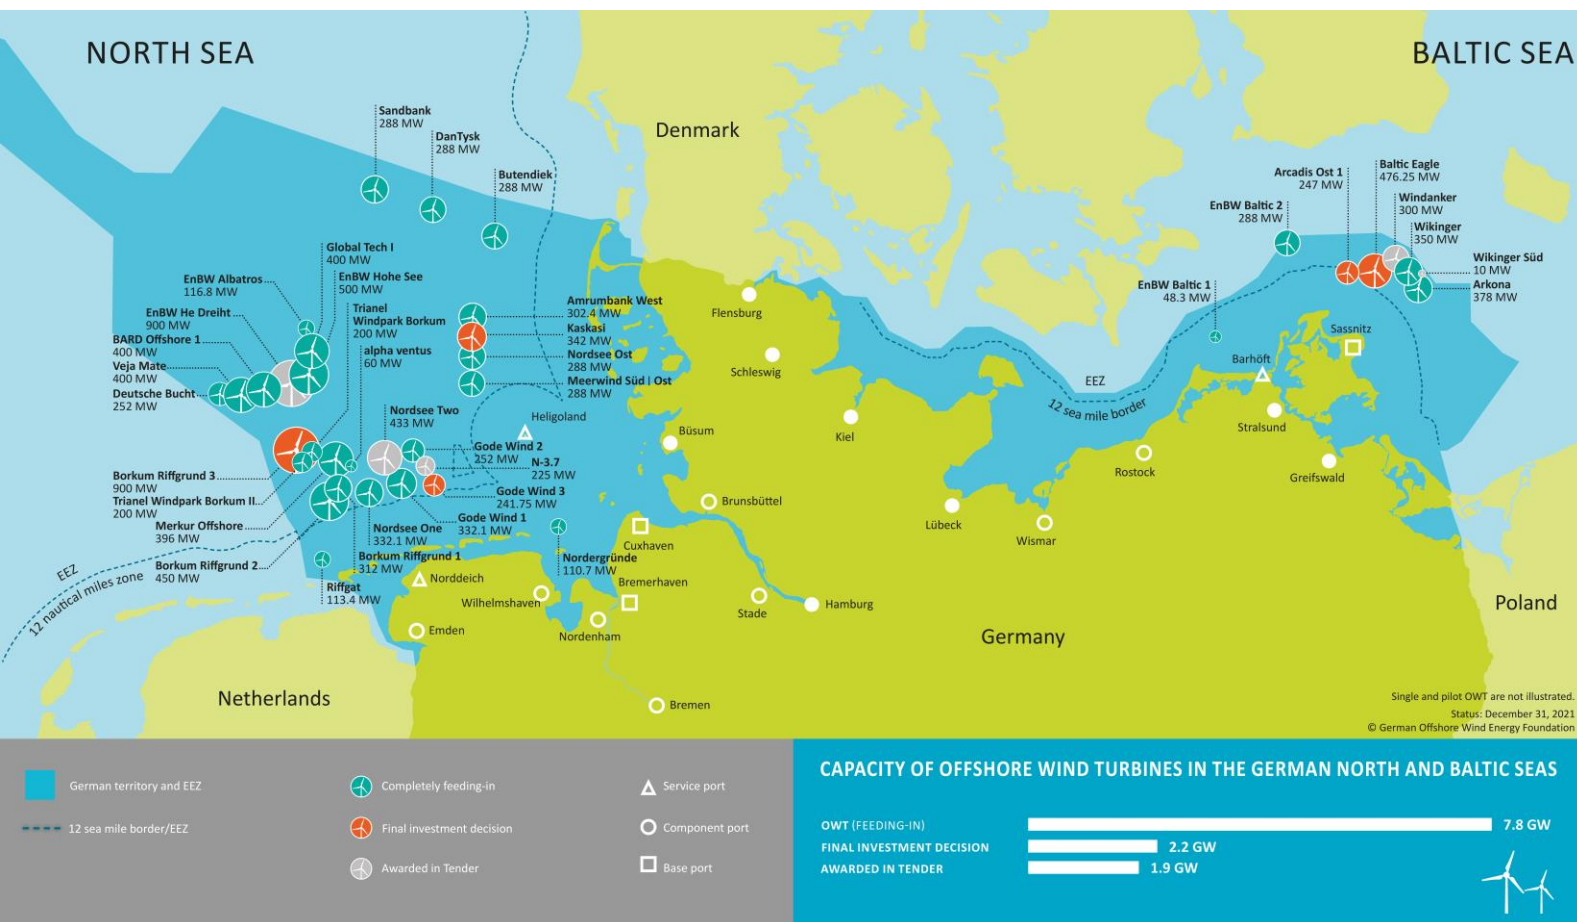 NORTH SEA
BALTIC SEA
Denmark
Sandbank
288 MW
DanTysk
288 MW
Butendiek
288 MW
Global Tech I
400 MW
EnBW Hohe See
500 MW
EnBW Albatros
116.8 MW
EnBW He Dreiht
900 MW
BARD Offshore 1
400 MW
Veja Mate
400 MW
Deutsche Bucht
252 MW
Trianel
Windpark Borkum
200 MW
alpha ventus
60 MW
Amrumbank West
302.4 MW
Kaskasi
342 MW
Nordsee Ost
288 MW
Meerwind Süd | Ost
288 MW
Nordsee Two
433 MW
Heligoland
Gode Wind 2
252 MW
N-3.7
225 MW
Gode Wind 3
241.75 MW
Gode Wind 1
332.1 MW
Nordsee One
332.1 MW
Borkum Riffgrund 3
900 MW
Trianel Windpark Borkum II
200 MW
Merkur Offshore
396 MW
Borkum Riffgrund 2
450 MW
Borkum Riffgrund 1
312 MW
Riffgat
113.4 MW
Nordergründe
110.7 MW
EEZ
12 nautical miles zone
Arcadis Ost 1
247 MW
Baltic Eagle
476.25 MW
Windanker
300 MW
Wikinger
350 MW
Wikinger Süd
10 MW
Arkona
378 MW
EnBW Baltic 2
288 MW
EnBW Baltic 1
48.3 MW
EEZ
12 sea mile border
Flensburg
Schleswig
Kiel
Büsum
Brunsbüttel
Cuxhaven
Bremerhaven
Norddeich
Wilhelmshaven
Emden
Nordenham
Stade
Hamburg
Bremen
Lübeck
Wismar
Rostock
Barhöft
Sassnitz
Stralsund
Greifswald
Netherlands
Germany
Poland
Single and pilot OWT are not illustrated.
Status: December 31, 2021
© German Offshore Wind Energy Foundation
German territory and EEZ
12 sea mile border/EEZ
Completely feeding-in
Final investment decision
Awarded in Tender
Service port
Component port
Base port
CAPACITY OF OFFSHORE WIND TURBINES IN THE GERMAN NORTH AND BALTIC SEAS
OWT (FEEDING-IN) 7.8 GW
FINAL INVESTMENT DECISION 2.2 GW
AWARDED IN TENDER 1.9 GW